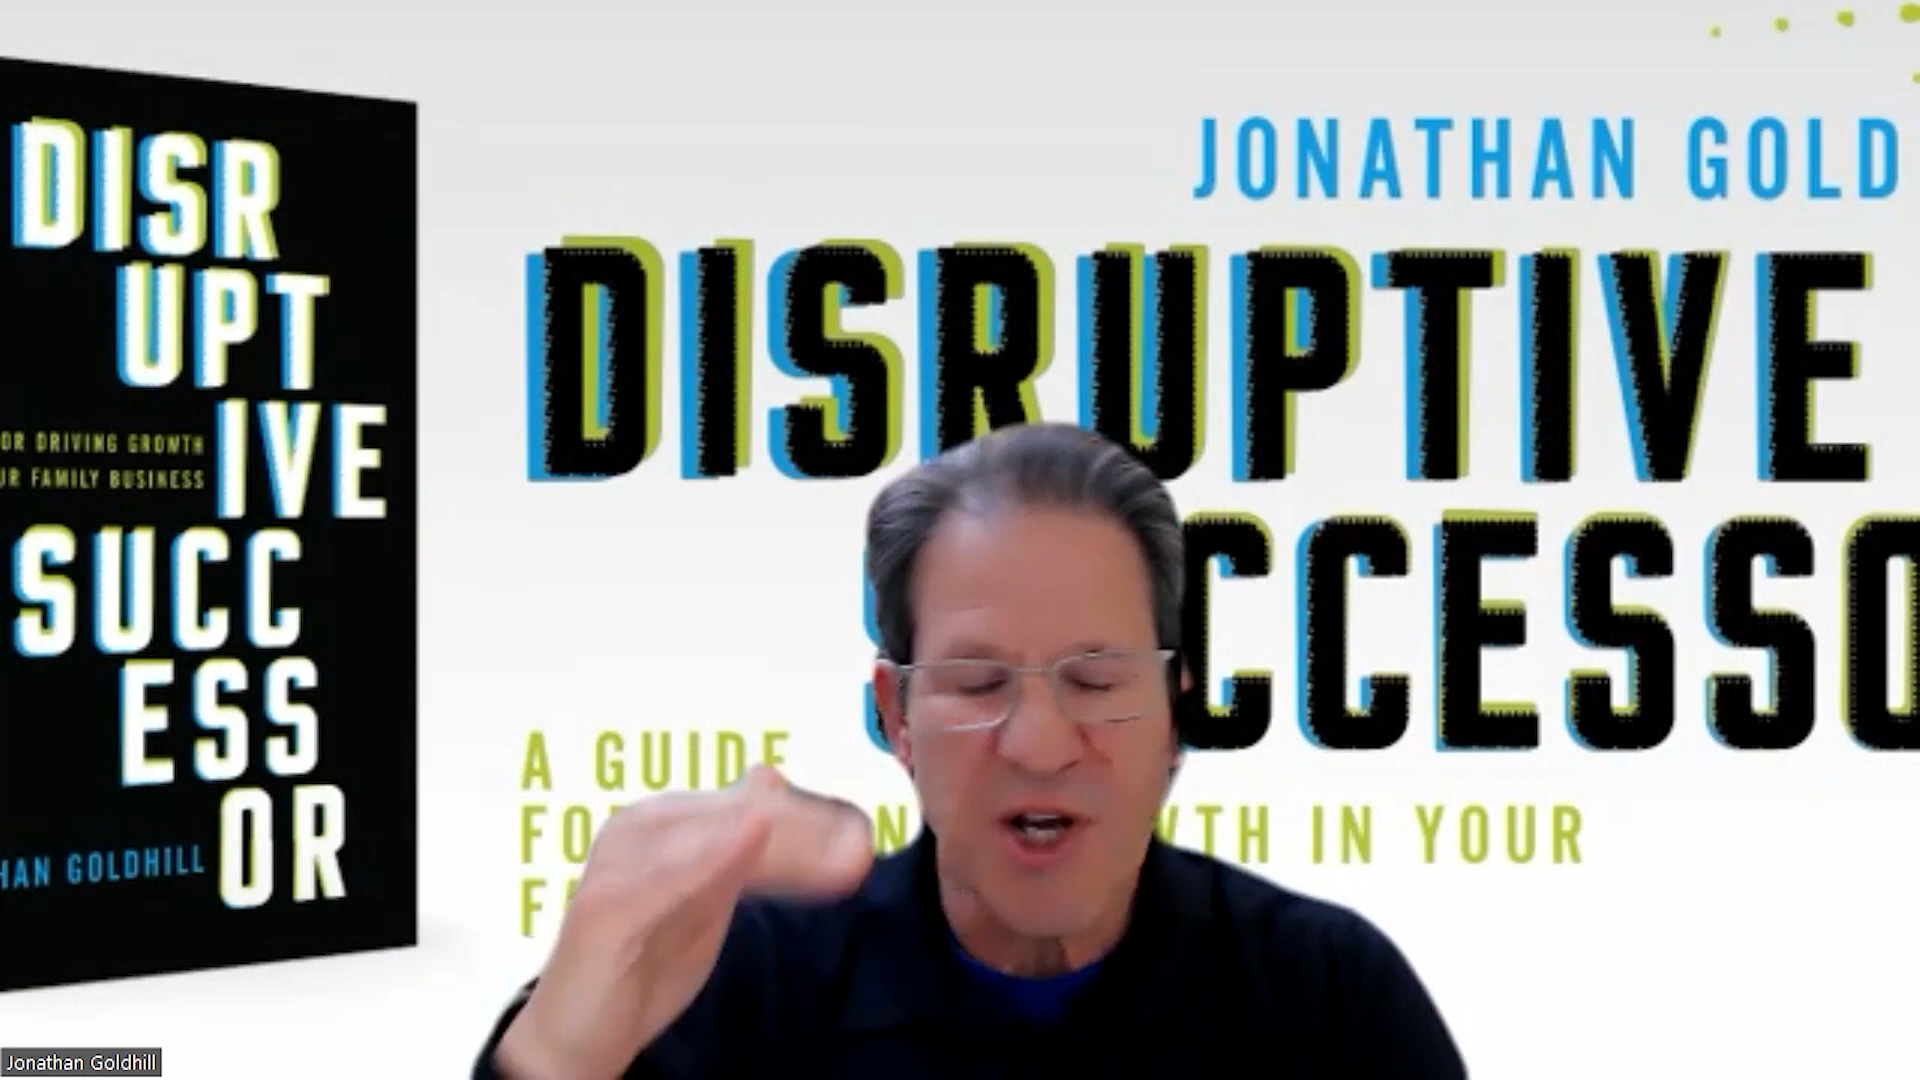 DISR
UPT
IVE
OR DRIVING GROWTH
UR FAMILY BUSINESS
SUCC
ESS
OR
HAN GOLDHILL
JONATHAN GOLD
DISRUPTIVE
CCESSO
A GUIDE
FO
WTH IN YOUR
Jonathan Goldhill